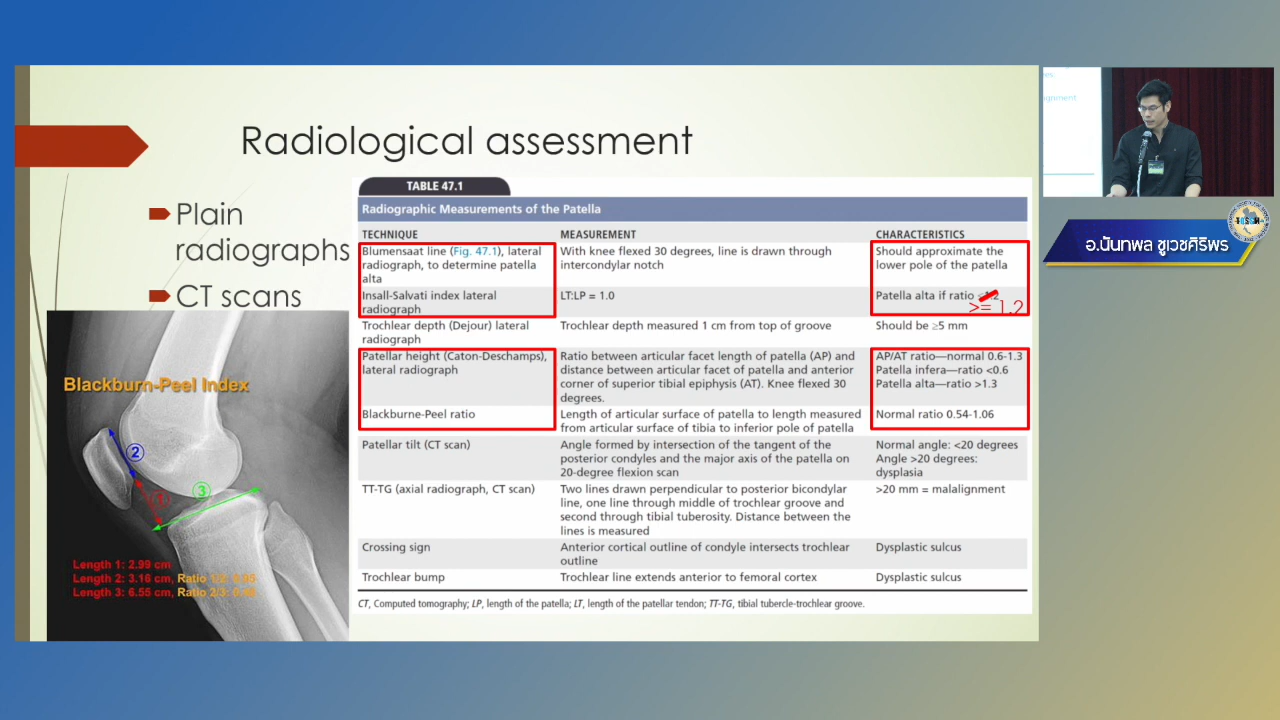 Radiological assessment
Plain
radiographs
CT scans
TABLE 47.1
Radiographic Measurements of the Patella
TECHNIQUE MEASUREMENT CHARACTERISTICS
Blumensaat line (Fig. 47.1), lateral
radiograph, to determine patella
alta
With knee flexed 30 degrees, line is drawn through
intercondylar notch
Should approximate the
lower pole of the patella
Insall-Salvati index lateral
radiograph
LT:LP = 1.0
Patella alta if ratio
>= 1.2
Trochlear depth (Dejour) lateral
radiograph
Trochlear depth measured 1 cm from top of groove
Should be ≥5 mm
Patellar height (Caton-Deschamps),
lateral radiograph
Ratio between articular facet length of patella (AP) and
distance between articular facet of patella and anterior
corner of superior tibial epiphysis (AT). Knee flexed 30
degrees.
AP/AT ratio—normal 0.6-1.3
Patella infera—ratio <0.6
Patella alta—ratio >1.3
Blackburne-Peel ratio
Length of articular surface of patella to length measured
from articular surface of tibia to inferior pole of patella
Normal ratio 0.54-1.06
Patellar tilt (CT scan)
Angle formed by intersection of the tangent of the
posterior condyles and the major axis of the patella on
20-degree flexion scan
Normal angle: <20 degrees
Angle >20 degrees:
dysplasia
TT-TG (axial radiograph, CT scan)
Two lines drawn perpendicular to posterior bicondylar
line, one line through middle of trochlear groove and
second through tibial tuberosity. Distance between the
lines is measured
>20 mm = malalignment
Crossing sign
Anterior cortical outline of condyle intersects trochlear
outline
Dysplastic sulcus
Trochlear bump
Trochlear line extends anterior to femoral cortex
Dysplastic sulcus
CT, Computed tomography; LP, length of the patella; LT, length of the patellar tendon; TT-TG, tibial tubercle-trochlear groove.
Blackburn-Peel Index
②
①
③
Length 1: 2.99 cm
Length 2: 3.16 cm, Ratio 1/2:
Length 3: 6.55 cm, Ratio 2/3:
อ.นันทพล ชูเวชศิริพร